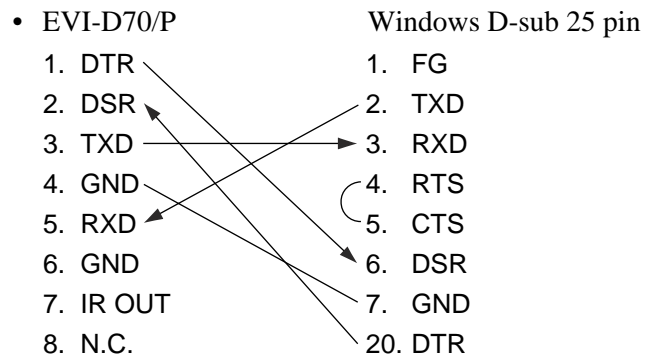 • EVI-D70/P Windows D-sub 25 pin
1. DTR 1. FG
2. DSR 2. TXD
3. TXD 3. RXD
4. GND 4. RTS
5. RXD 5. CTS
6. GND 6. DSR
7. IR OUT 7. GND
8. N.C. 20. DTR